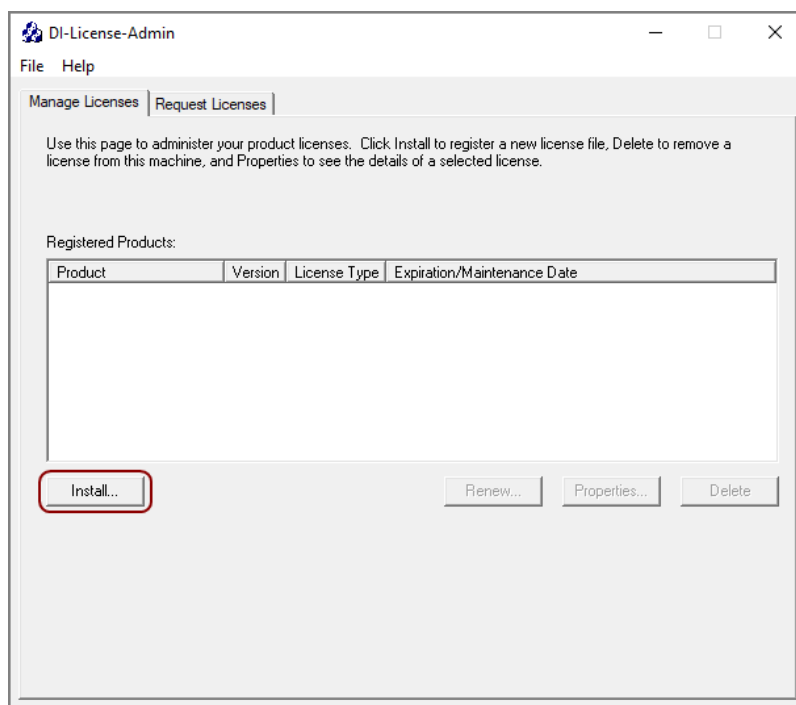 DI-License-Admin
File Help
Manage Licenses Request Licenses
Use this page to administer your product licenses. Click Install to register a new license file, Delete to remove a
license from this machine, and Properties to see the details of a selected license.
Registered Products:
Product Version License Type Expiration/Maintenance Date
Install... Renew... Properties... Delete